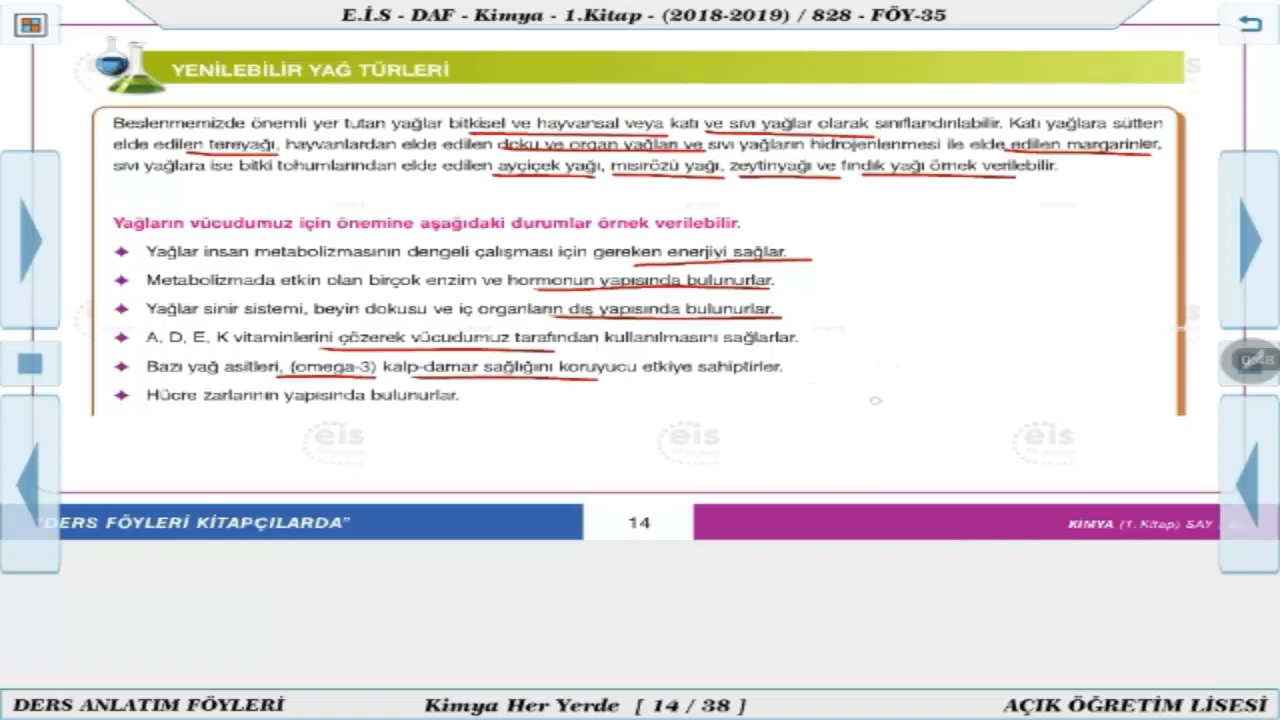 E.İ.S - DAF - Kimya - 1.Kitap - (2018-2019) / 828 - FÖY-35
YENİLEBİLİR YAĞ TÜRLERİ
Beslenmemizde önemli yer tutan yağlar bitkisel ve hayvansal veya katı ve sıvı yağlar olarak sınıflandırılabilir. Katı yağlara sütten
elde edilen tereyağı, hayvanlardan elde edilen doku ve organ yağları ve sıvı yağların hidrojenlenmesi ile elde edilen margarinler,
sıvı yağlara ise bitki tohumlarından elde edilen ayçiçek yağı, mısırözü yağı, zeytinyağı ve fındık yağı örnek verilebilir.
Yağların vücudumuz için önemine aşağıdaki durumlar örnek verilebilir.
Yağlar insan metabolizmasının dengeli çalışması için gereken enerjiyi sağlar.
Metabolizmada etkin olan birçok enzim ve hormonun yapısında bulunurlar.
Yağlar sinir sistemi, beyin dokusu ve iç organların dış yapısında bulunurlar.
A, D, E, K vitaminlerini çözerek vücudumuz tarafından kullanılmasını sağlarlar.
Bazı yağ asitleri, (omega-3) kalp-damar sağlığını koruyucu etkiye sahiptirler.
Hücre zarlarının yapısında bulunurlar.
eis eis eis
"DERS FÖYLERİ KİTAPÇILARDA"
14
KİMYA (1. Kitap) SAY
DERS ANLATIM FÖYLERİ
Kimya Her Yerde [ 14 / 38 ]
AÇIK ÖĞRETİM LİSESİ